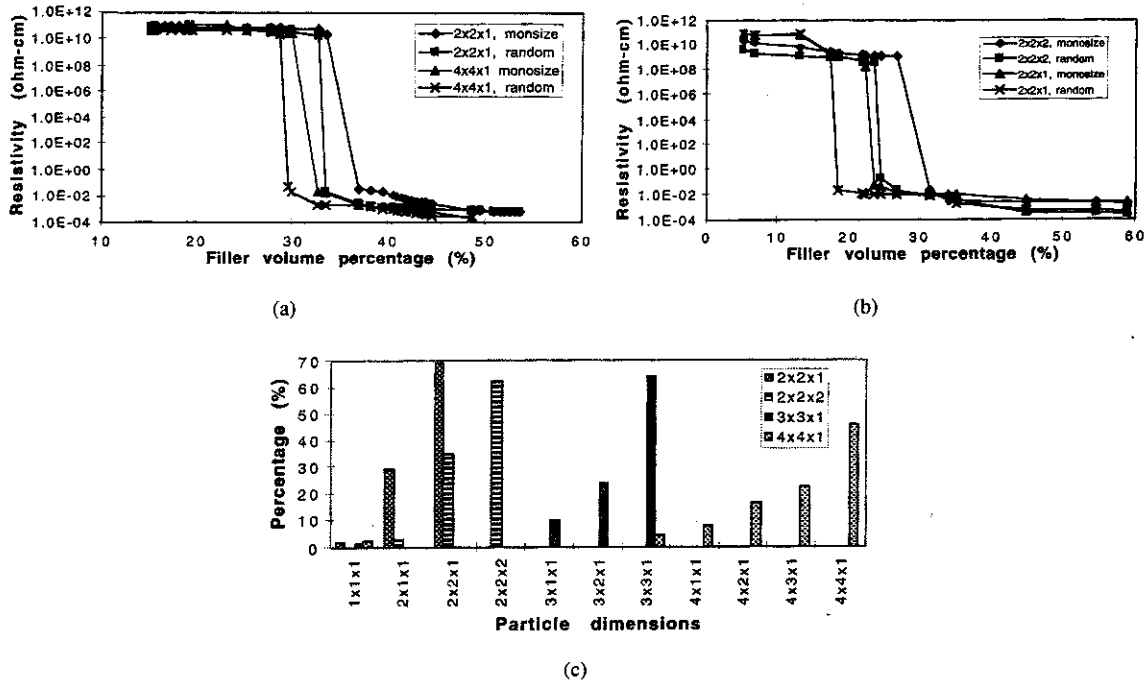 Resistivity (ohm-cm)
1.0E+12
1.0E+10
1.0E+08
1.0E+06
1.0E+04
1.0E+02
1.0E+00
1.0E-02
1.0E-04
2x2x1, monsize
2x2x1, random
4x4x1 monosize
4x4x1, random
10 20 30 40 50 60
Filler volume percentage (%)
(a)
Resistivity (ohm-cm)
1.0E+12
1.0E+10
1.0E+08
1.0E+06
1.0E+04
1.0E+02
1.0E+00
1.0E-02
1.0E-04
2x2x2, monosize
2x2x2, random
2x2x1, monosize
2x2x1, random
0 10 20 30 40 50 60
Filler volume percentage (%)
(b)
Percentage (%)
70
60
50
40
30
20
10
0
2x2x1
2x2x2
3x3x1
4x4x1
1x1x1
2x1x1
2x2x1
2x2x2
3x1x1
3x2x1
3x3x1
4x1x1
4x2x1
4x3x1
4x4x1
Particle dimensions
(c)